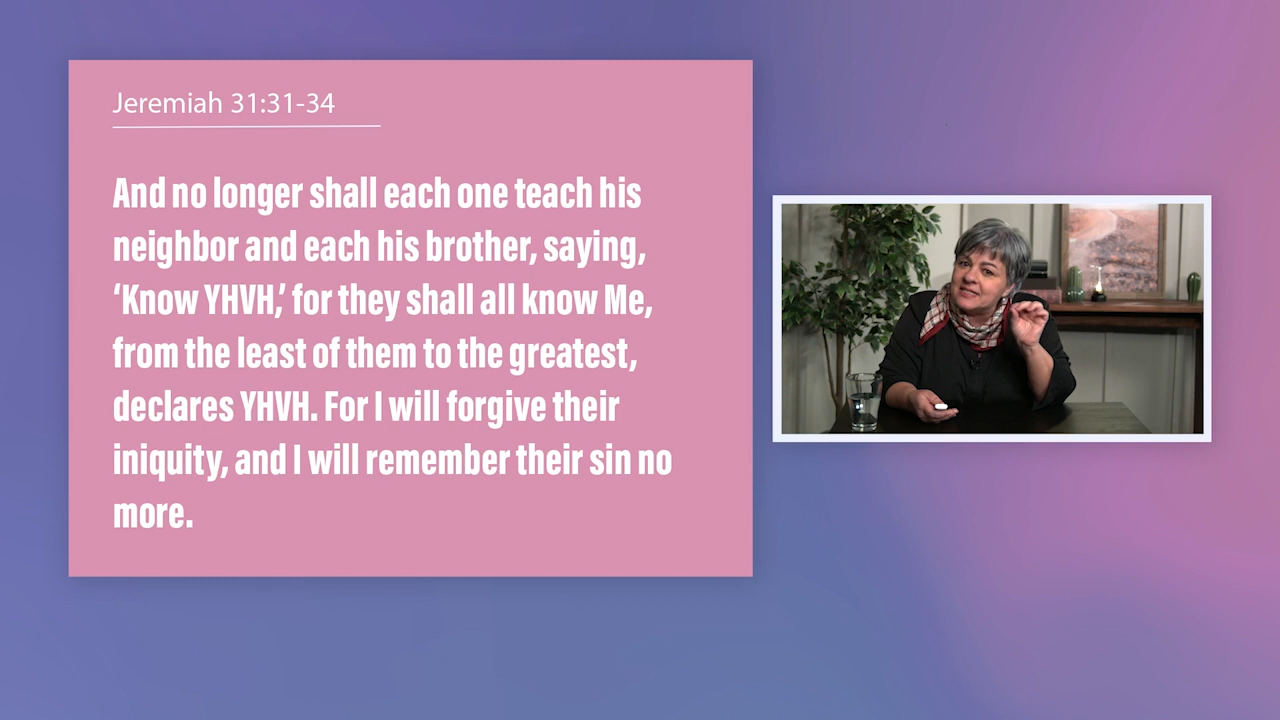 Jeremiah 31:31-34
And no longer shall each one teach his
neighbor and each his brother, saying,
‘Know YHVH,’ for they shall all know Me,
from the least of them to the greatest,
declares YHVH. For I will forgive their
iniquity, and I will remember their sin no
more.